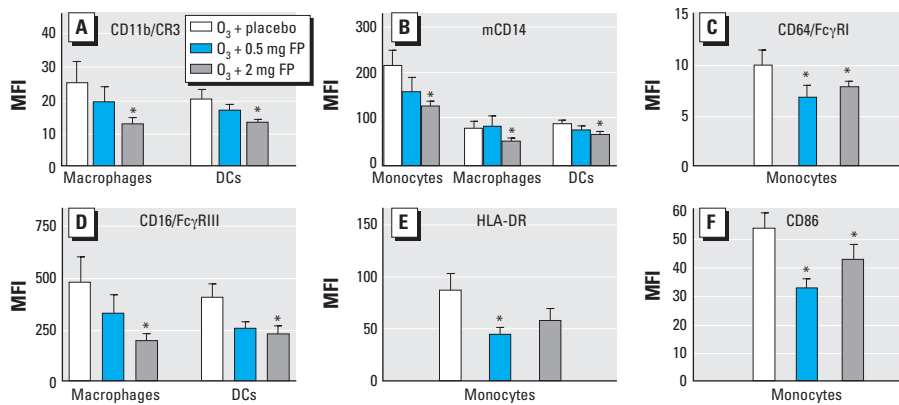 A
CD11b/CR3
O3 + placebo
O3 + 0.5 mg FP
O3 + 2 mg FP
MFI
40
30
20
10
0
*
*
Macrophages
DCs
B
mCD14
MFI
300
200
100
0
*
*
*
Monocytes
Macrophages
DCs
C
CD64/FcγRI
MFI
15
10
5
0
*
*
Monocytes
D
CD16/FcγRIII
MFI
750
500
250
0
*
*
Macrophages
DCs
E
HLA-DR
MFI
150
100
50
0
*
Monocytes
F
CD86
MFI
60
50
40
30
20
10
0
*
*
Monocytes